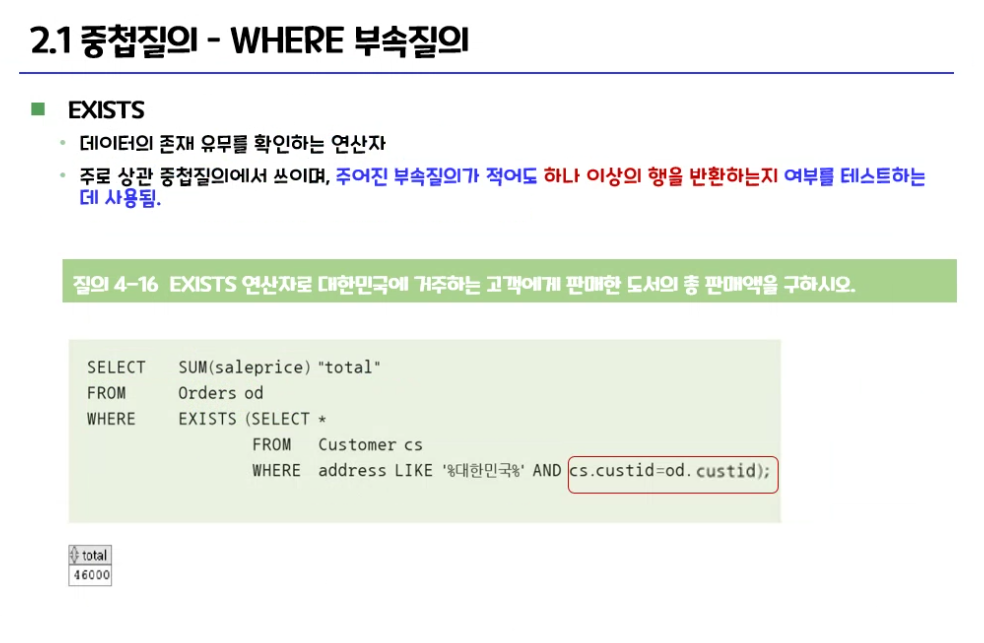 2.1 중첩질의 - WHERE 부속질의
EXISTS
데이터의 존재 유무를 확인하는 연산자
주로 상관 중첩질의에서 쓰이며, 주어진 부속질의가 적어도 하나 이상의 행을 반환하는지 여부를 테스트하는
데 사용됨.
질의 4-16 EXISTS 연산자로 대한민국에 거주하는 고객에게 판매한 도서의 총 판매액을 구하시오.
SELECT SUM(saleprice) "total"
FROM Orders od
WHERE EXISTS (SELECT *
FROM Customer cs
WHERE address LIKE '%대한민국%' AND cs.custid=od.custid);
total
46000